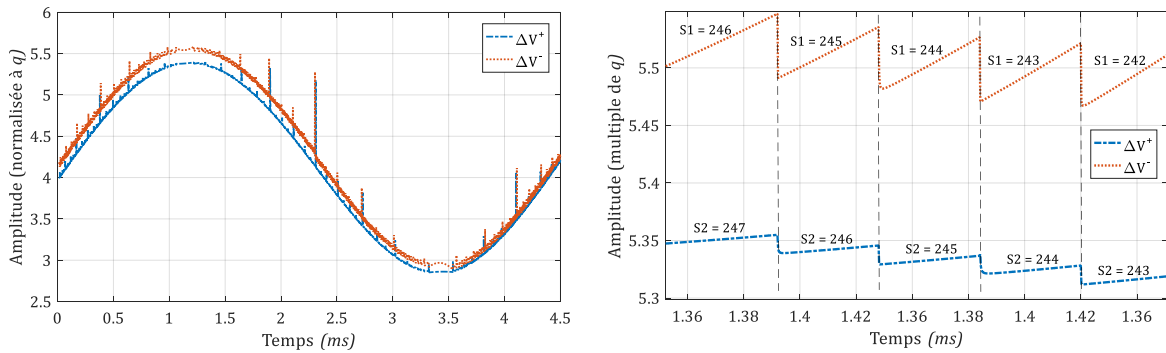 6
5.5
5
4.5
4
3.5
3
2.5
0 0.5 1 1.5 2 2.5 3 3.5 4 4.5
Amplitude (normalisée à q)
Temps (ms)
ΔV+
ΔV-
5.5
5.45
5.4
5.35
5.3
1.36 1.38 1.4 1.42 1.36 1.38 1.4 1.42 1.36
Amplitude (multiple de q)
Temps (ms)
S1 = 246
S1 = 245
S1 = 244
S1 = 243
S1 = 242
ΔV+
ΔV-
S2 = 247
S2 = 246
S2 = 245
S2 = 244
S2 = 243